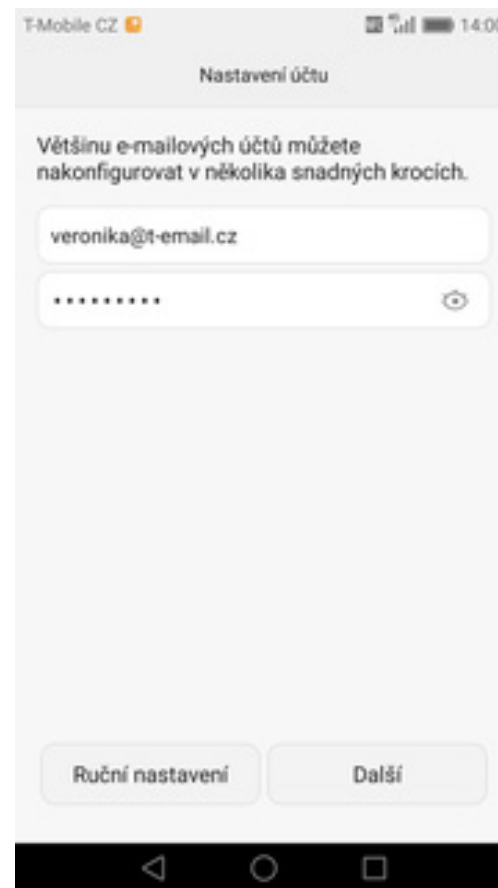 T-Mobile CZ 14:00
Nastavení účtu
Většinu e-mailových účtů můžete
nakonfigurovat v několika snadných krocích.
veronika@t-email.cz
•••••••••
Ruční nastavení Další